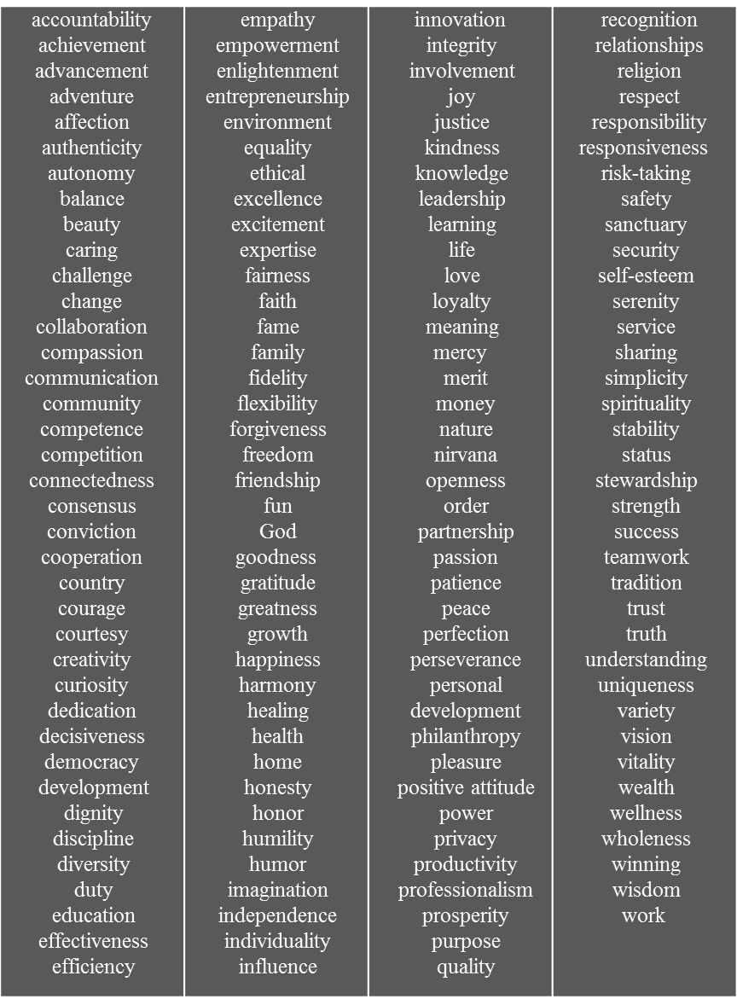 accountability
achievement
advancement
adventure
affection
authenticity
autonomy
balance
beauty
caring
challenge
change
collaboration
compassion
communication
community
competence
competition
connectedness
consensus
conviction
cooperation
country
courage
courtesy
creativity
curiosity
dedication
decisiveness
democracy
development
dignity
discipline
diversity
duty
education
effectiveness
efficiency
empathy
empowerment
enlightenment
entrepreneurship
environment
equality
ethical
excellence
excitement
expertise
fairness
faith
fame
family
fidelity
flexibility
forgiveness
freedom
friendship
fun
God
goodness
gratitude
greatness
growth
happiness
harmony
healing
health
home
honesty
honor
humility
humor
imagination
independence
individuality
influence
innovation
integrity
involvement
joy
justice
kindness
knowledge
leadership
learning
life
love
loyalty
meaning
mercy
merit
money
nature
nirvana
openness
order
partnership
passion
patience
peace
perfection
perseverance
personal
development
philanthropy
pleasure
positive attitude
power
privacy
productivity
professionalism
prosperity
purpose
quality
recognition
relationships
religion
respect
responsibility
responsiveness
risk-taking
safety
sanctuary
security
self-esteem
serenity
service
sharing
simplicity
spirituality
stability
status
stewardship
strength
success
teamwork
tradition
trust
truth
understanding
uniqueness
variety
vision
vitality
wealth
wellness
wholeness
winning
wisdom
work